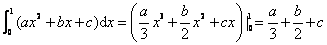 ∫₀¹(ax²+bx+c)dx=(a/3 x³+b/2 x²+cx)|₀¹=a/3+b/2+c